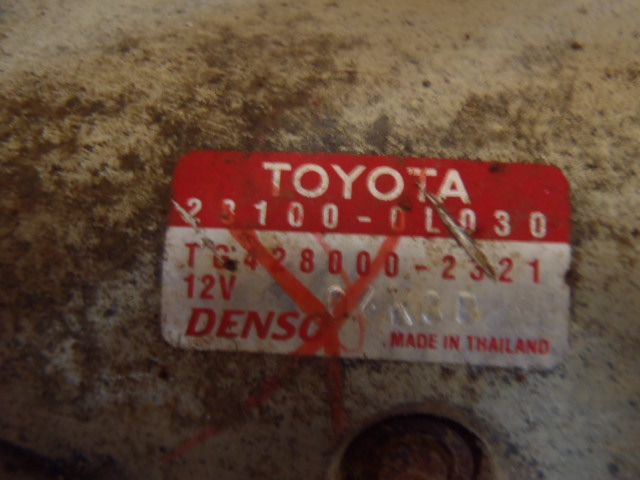 TOYOTA
28100-0L030
TG428000-2321
12V
DENSO
MADE IN THAILAND